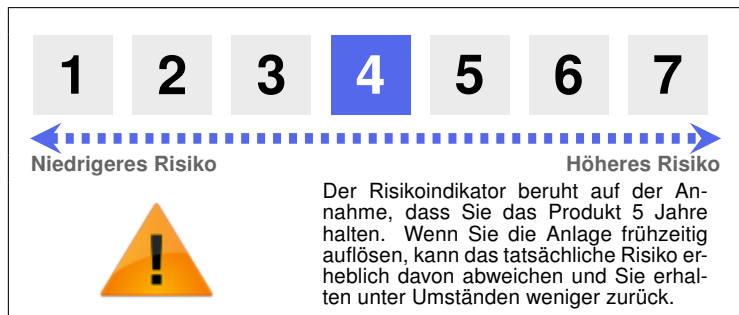 1 2 3 4 5 6 7
Niedrigeres Risiko Höheres Risiko
Der Risikoindikator beruht auf der An-
nahme, dass Sie das Produkt 5 Jahre
halten. Wenn Sie die Anlage frühzeitig
auflösen, kann das tatsächliche Risiko er-
heblich davon abweichen und Sie erhal-
ten unter Umständen weniger zurück.